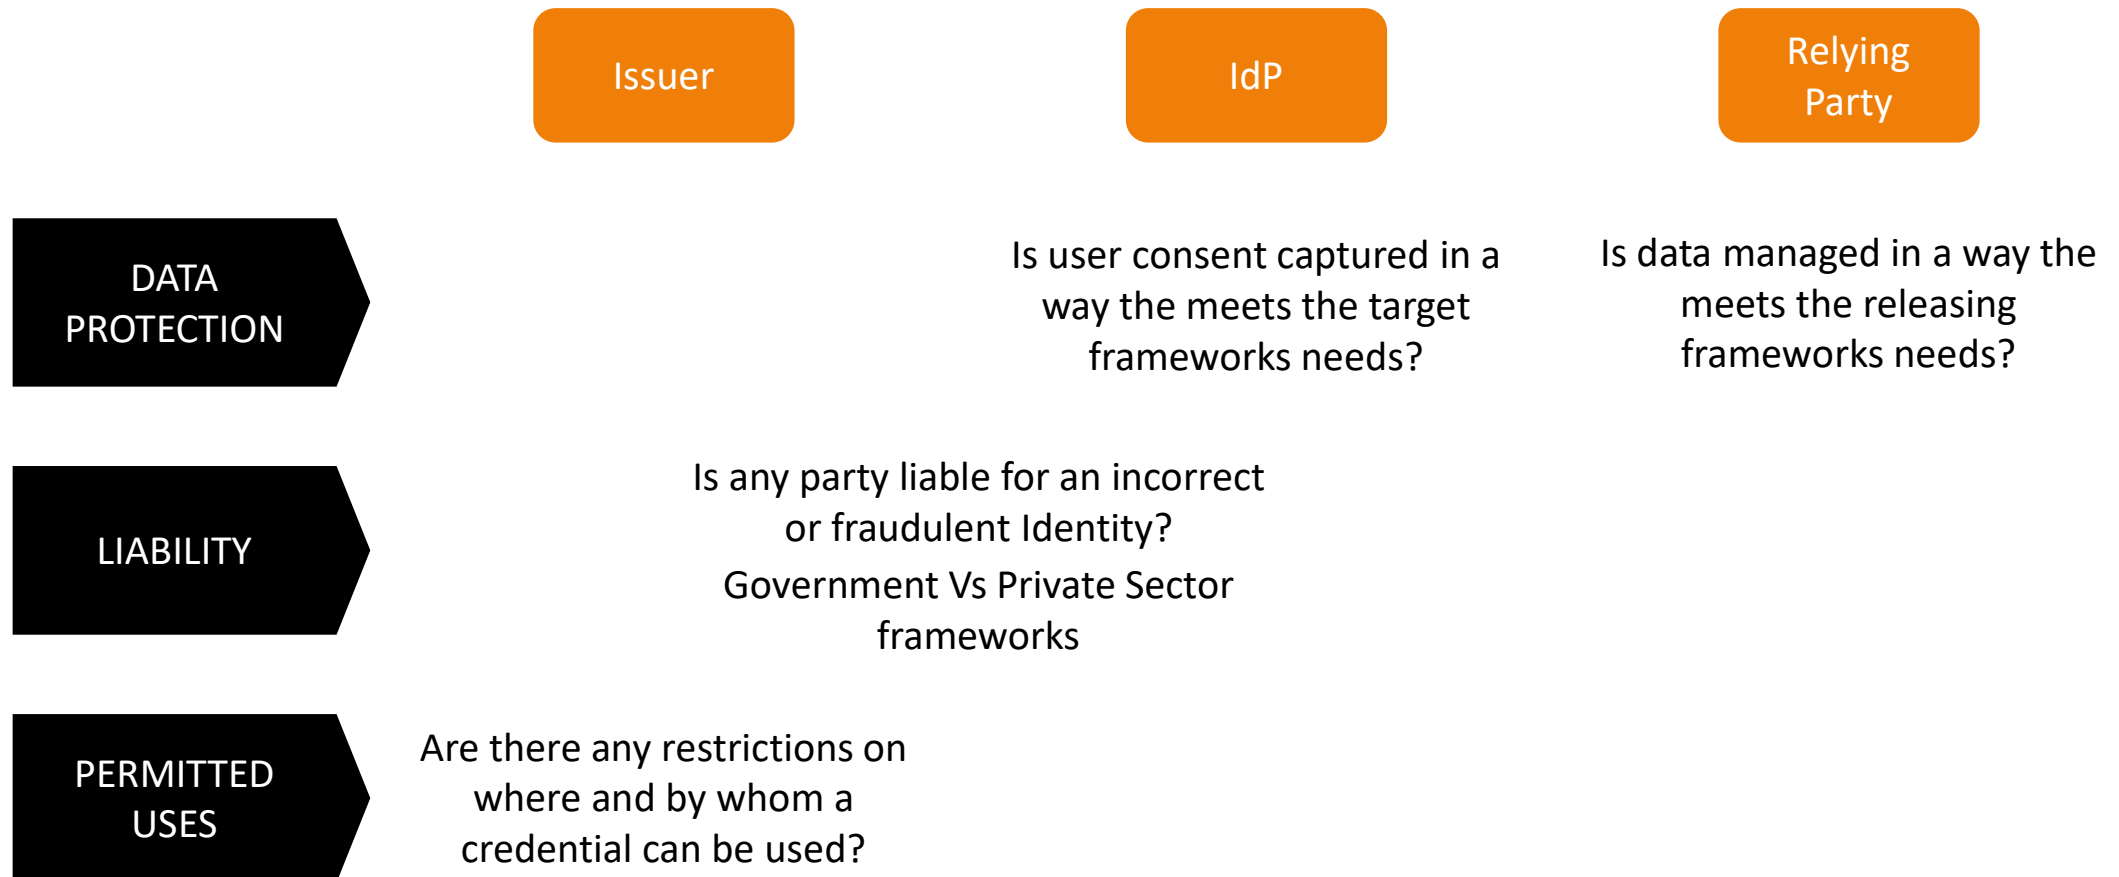 Issuer
IdP
Relying
Party
DATA
PROTECTION
Is user consent captured in a
way the meets the target
frameworks needs?
Is data managed in a way the
meets the releasing
frameworks needs?
LIABILITY
Is any party liable for an incorrect
or fraudulent Identity?
Government Vs Private Sector
frameworks
PERMITTED
USES
Are there any restrictions on
where and by whom a
credential can be used?